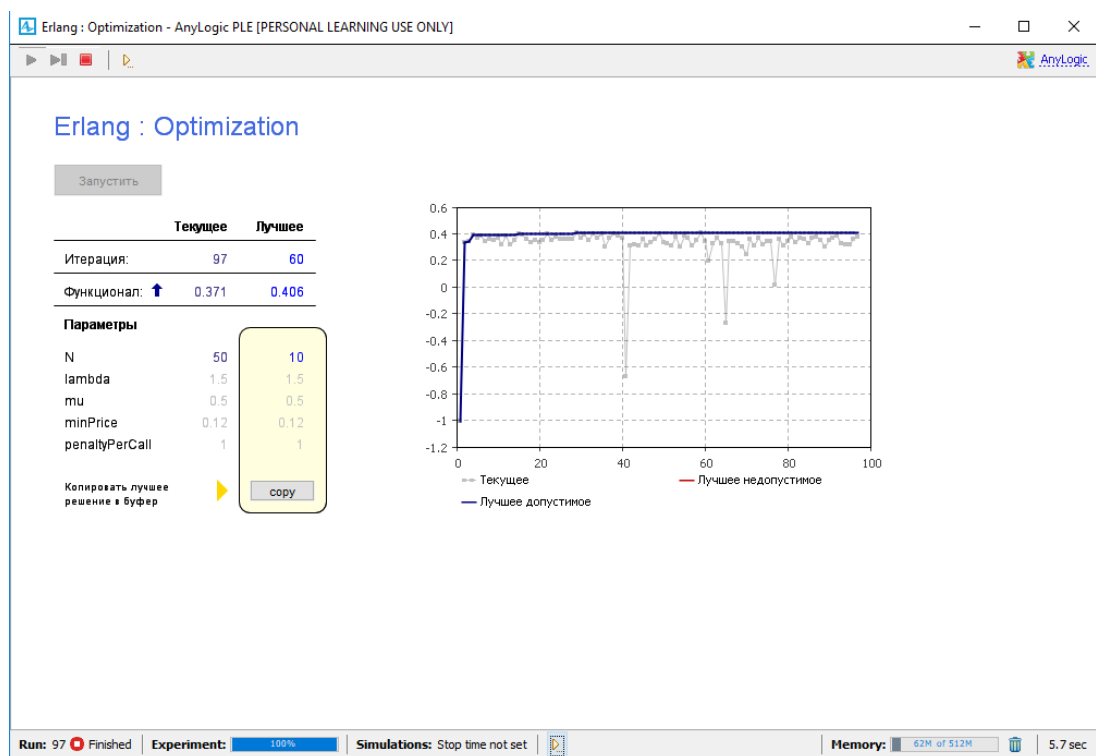 Erlang : Optimization - AnyLogic PLE [PERSONAL LEARNING USE ONLY]
AnyLogic
Erlang : Optimization
Запустить
Текущее Лучшее
Итерация: 97 60
Функционал: 0.371 0.406
Параметры
N 50 10
lambda 1.5 1.5
mu 0.5 0.5
minPrice 0.12 0.12
penaltyPerCall 1 1
Копировать лучшее
решение в буфер
copy
0.6
0.4
0.2
0
-0.2
-0.4
-0.6
-0.8
-1
-1.2
0 20 40 60 80 100
Текущее Лучшее недопустимое
Лучшее допустимое
Run: 97 Finished Experiment: 100% Simulations: Stop time not set Memory: 62M of 512M 5.7 sec